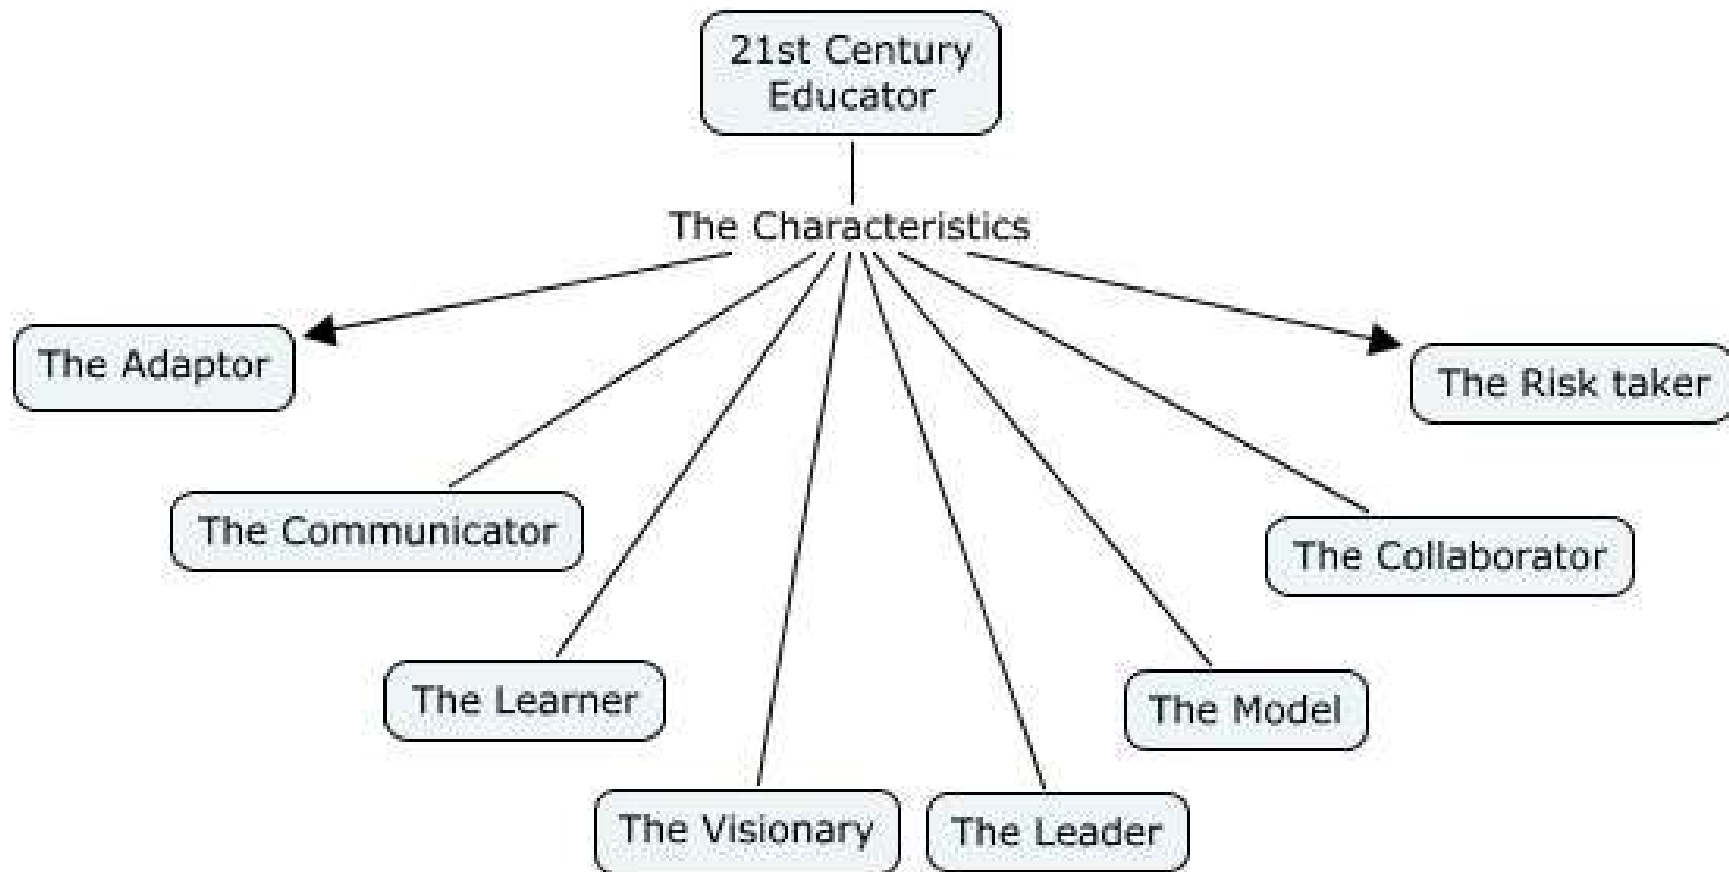 21st Century
Educator
The Characteristics
The Adaptor
The Risk taker
The Communicator
The Collaborator
The Learner
The Model
The Visionary
The Leader